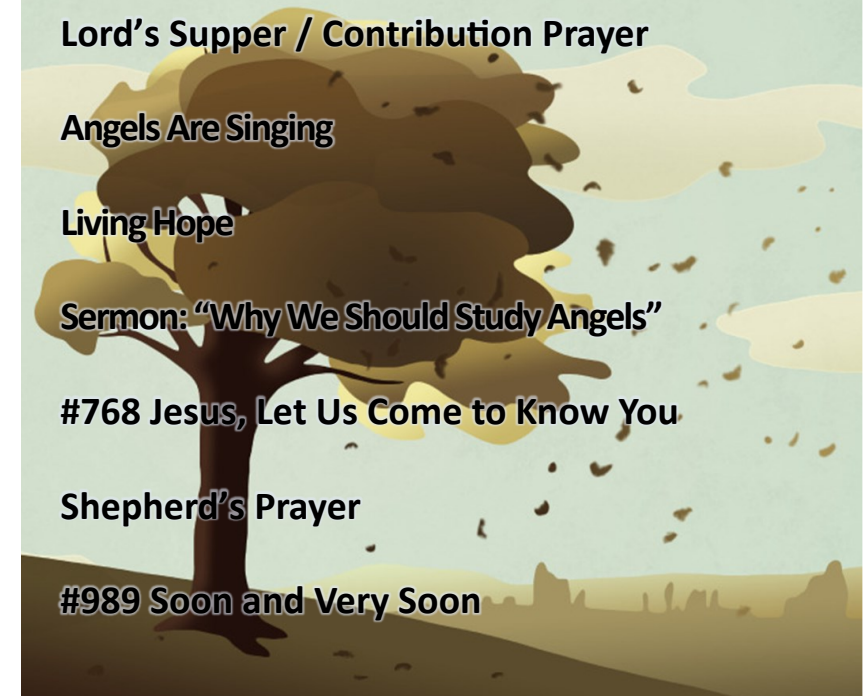 Lord’s Supper / Contribution Prayer
Angels Are Singing
Living Hope
Sermon: “Why We Should Study Angels”
#768 Jesus, Let Us Come to Know You
Shepherd’s Prayer
#989 Soon and Very Soon